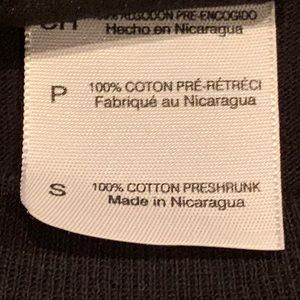 CH 100% ALGODON PRE-ENCOGIDO
Hecho en Nicaragua
P 100% COTON PRÉ-RÉTRÉCI
Fabriqué au Nicaragua
S 100% COTTON PRESHRUNK
Made in Nicaragua